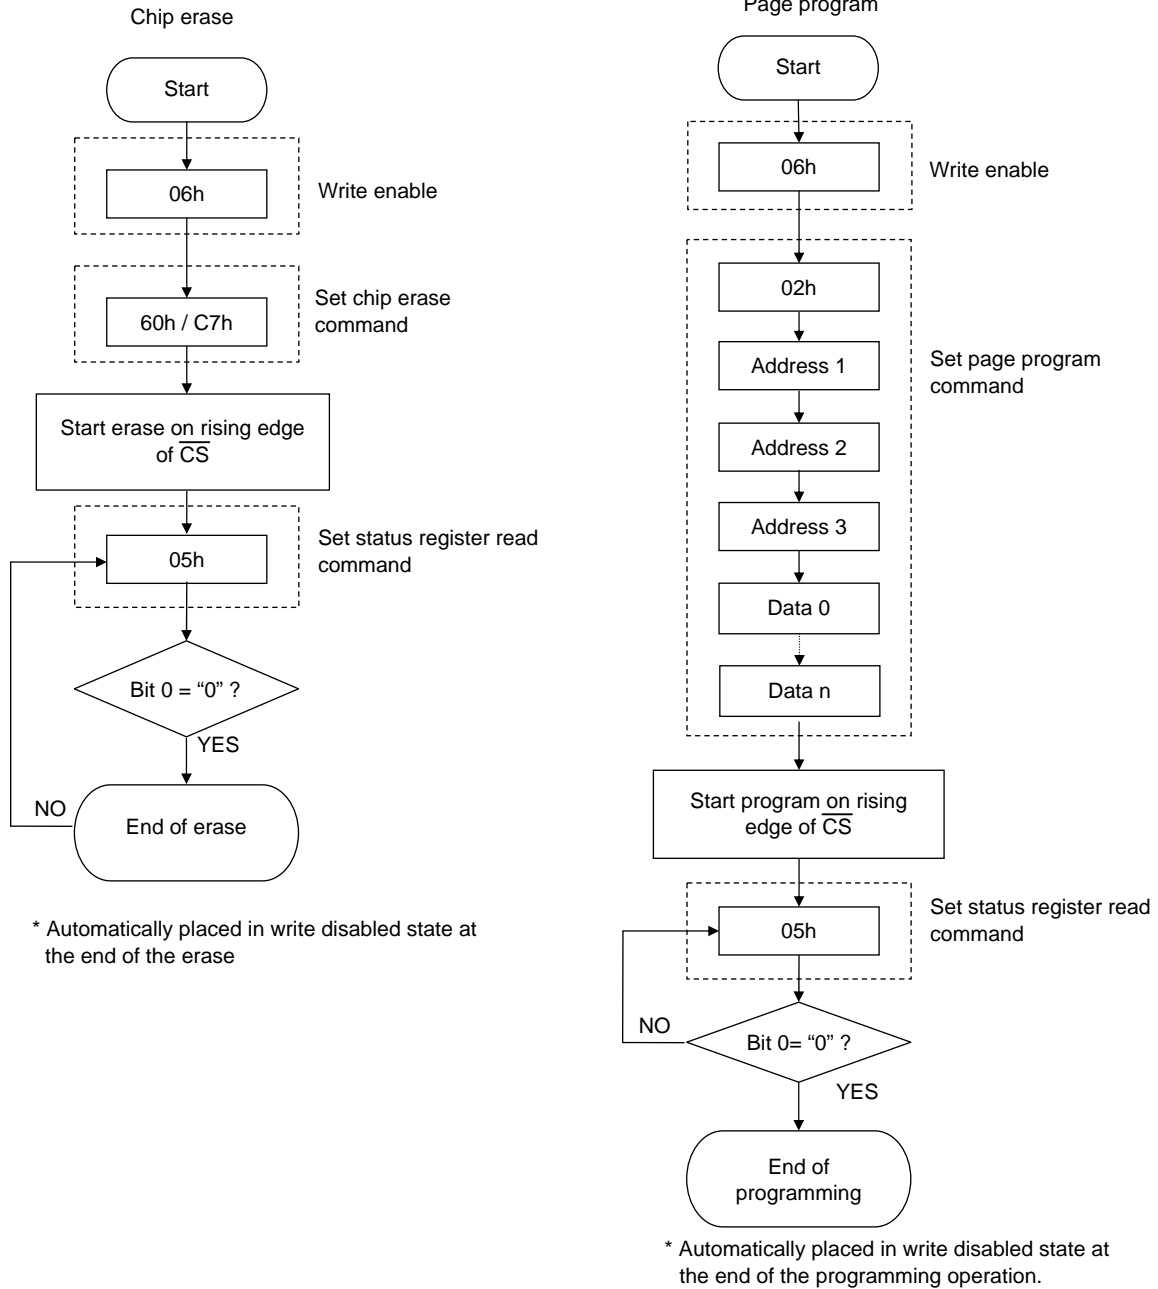 Chip erase
Start
06h
Write enable
60h / C7h
Set chip erase
command
Start erase on rising edge
of C̅S̅
05h
Set status register read
command
Bit 0 = “0” ?
YES
NO
End of erase
* Automatically placed in write disabled state at
the end of the erase
Page program
Start
06h
Write enable
02h
Address 1
Set page program
command
Address 2
Address 3
Data 0
Data n
Start program on rising
edge of C̅S̅
05h
Set status register read
command
NO
Bit 0= “0” ?
YES
End of
programming
* Automatically placed in write disabled state at
the end of the programming operation.